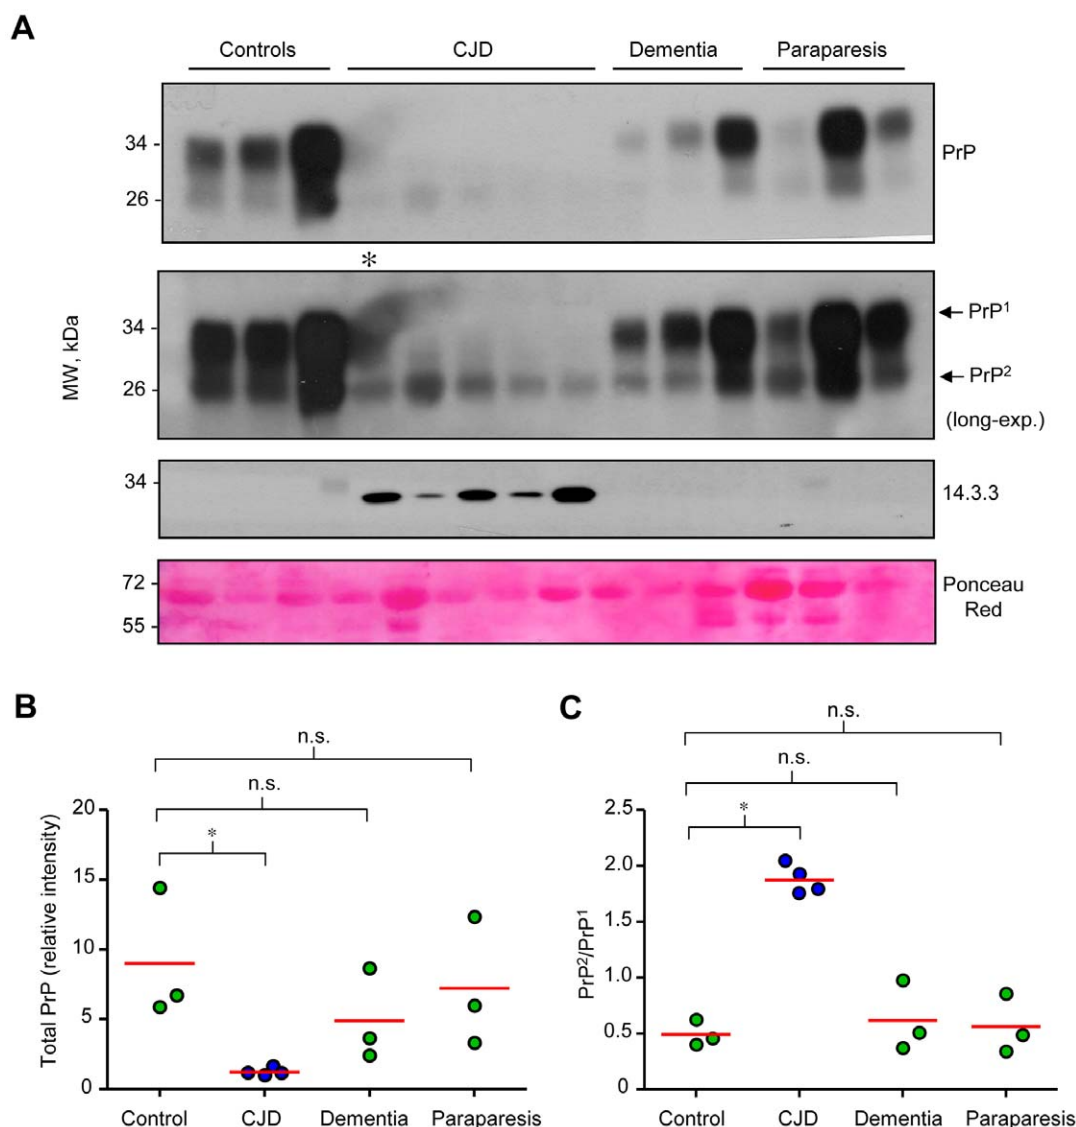 A
Controls CJD Dementia Paraparesis
34 -
PrP
26 -
*
MW, kDa
34 -
PrP¹
26 -
PrP²
(long-exp.)
34 -
14.3.3
72 -
Ponceau
Red
55 -
B
n.s.
n.s.
*
Total PrP (relative intensity)
20
15
10
5
0
Control CJD Dementia Paraparesis
C
n.s.
n.s.
*
PrP²/PrP¹
2.5
2.0
1.5
1.0
0.5
0
Control CJD Dementia Paraparesis